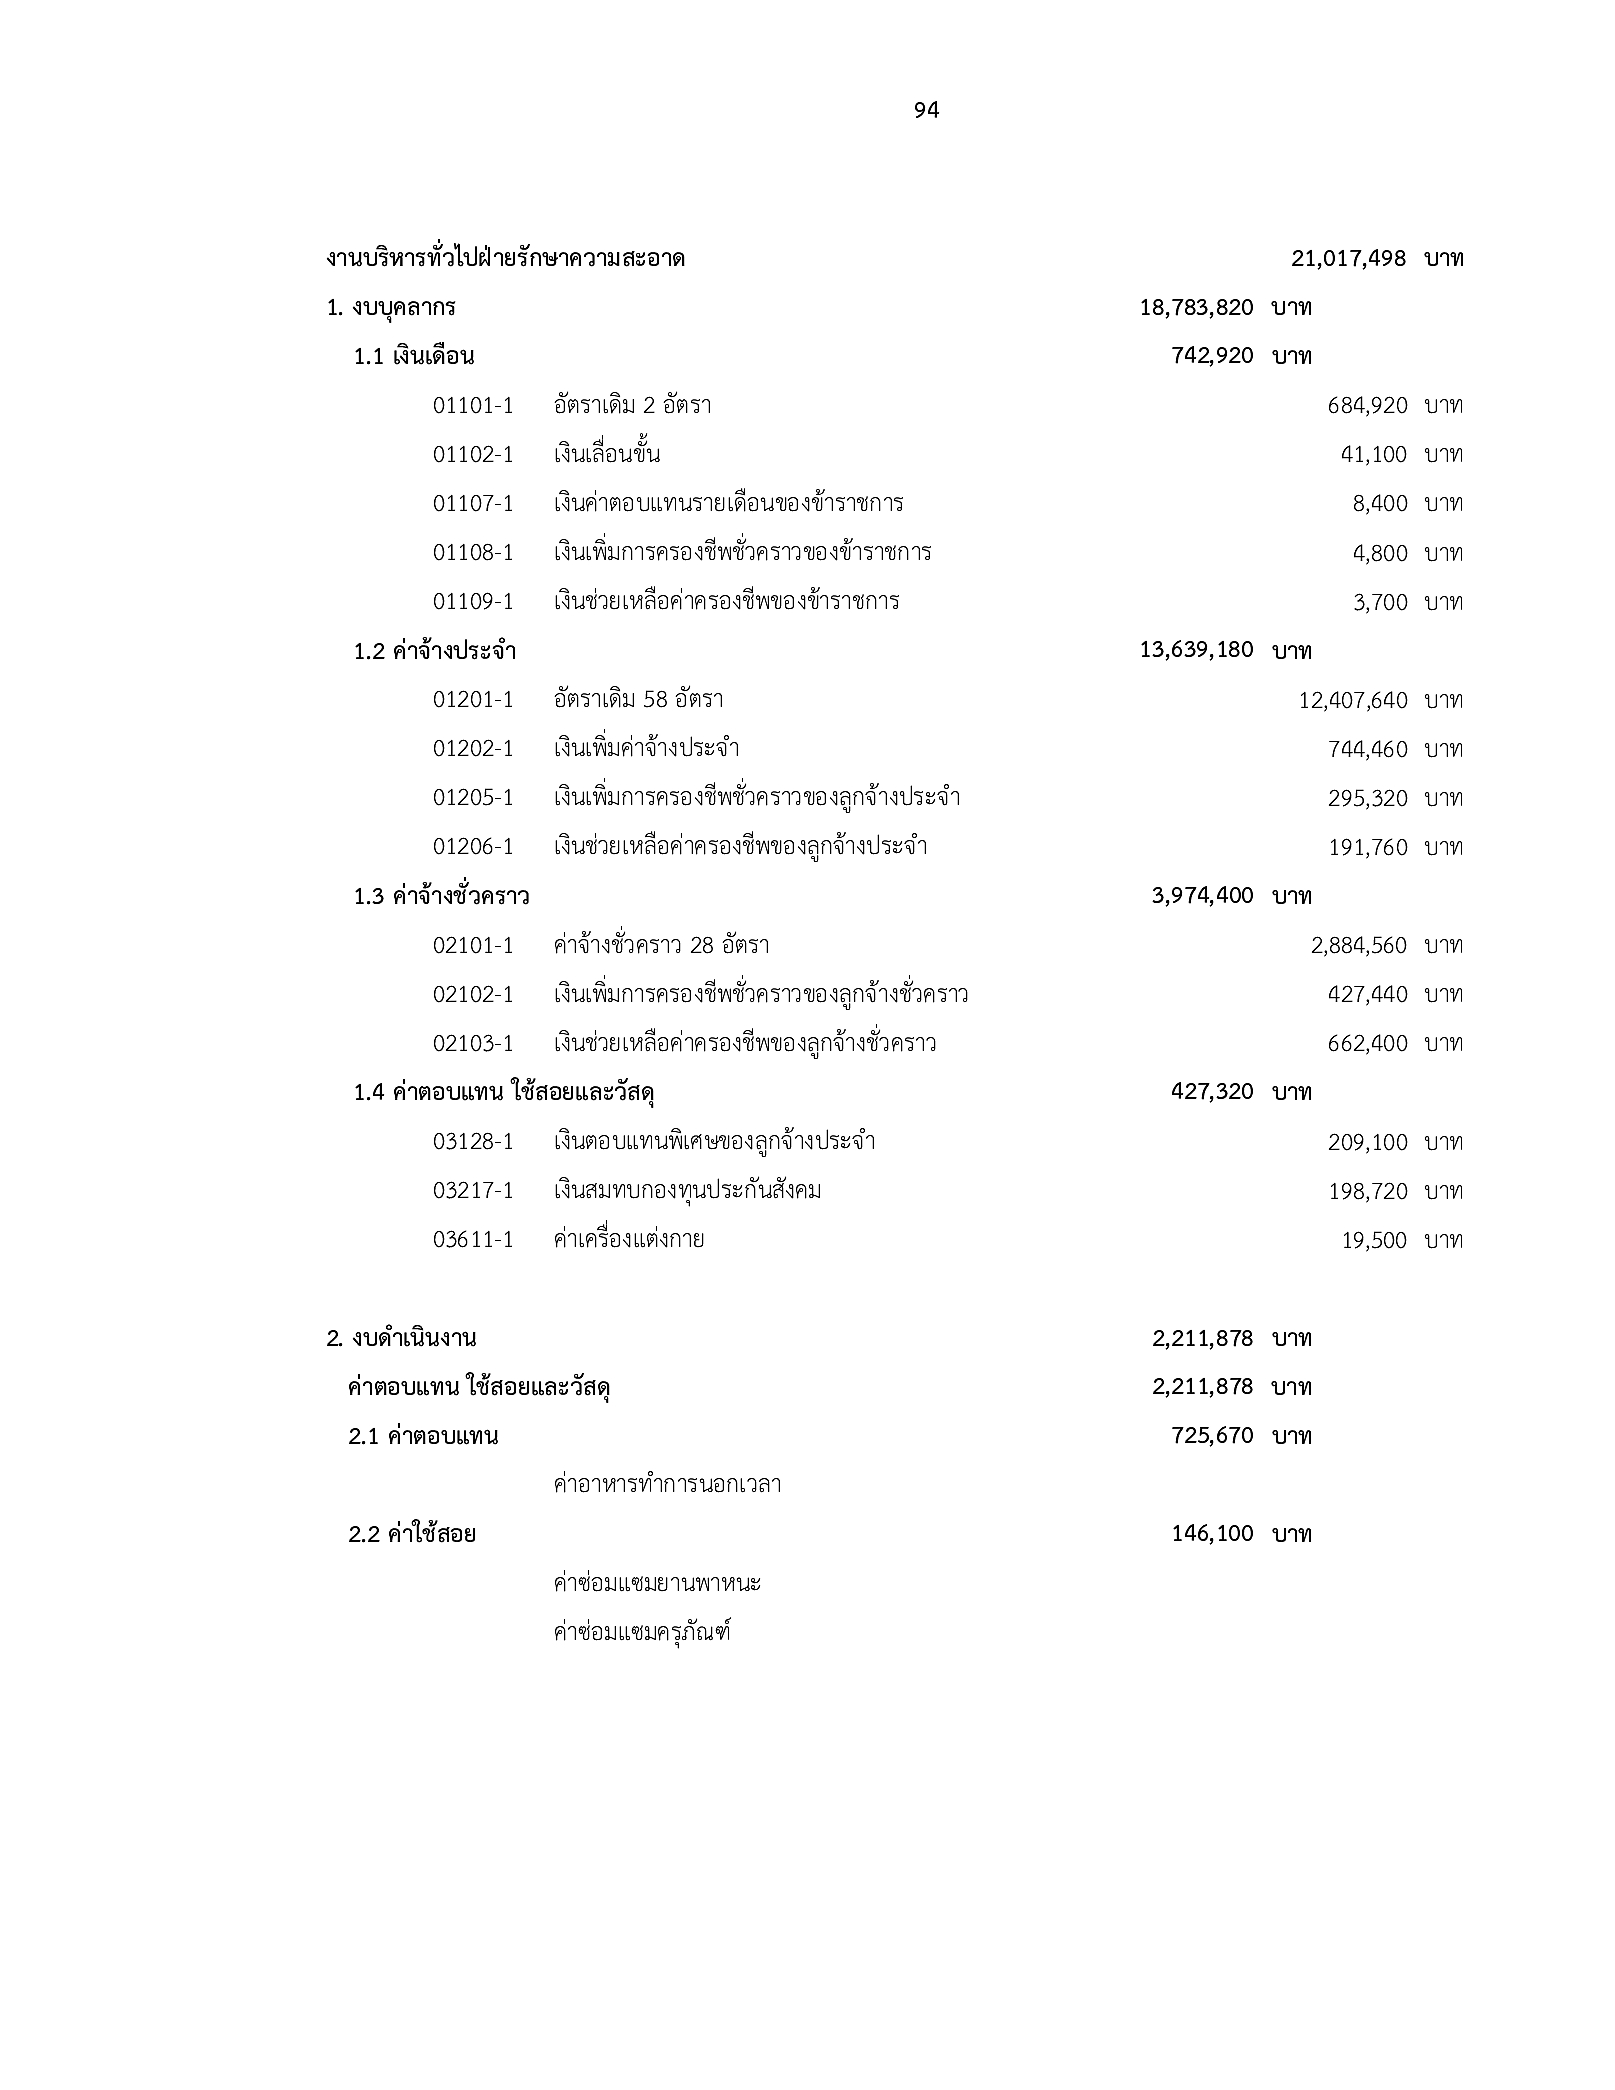 94
งานบริหารทั่วไปฝ่ายรักษาความสะอาด 21,017,498 บาท
1. งบบุคลากร 18,783,820 บาท
1.1 เงินเดือน 742,920 บาท
01101-1 อัตราเดิม 2 อัตรา 684,920 บาท
01102-1 เงินเลื่อนขั้น 41,100 บาท
01107-1 เงินค่าตอบแทนรายเดือนของข้าราชการ 8,400 บาท
01108-1 เงินเพิ่มการครองชีพชั่วคราวของข้าราชการ 4,800 บาท
01109-1 เงินช่วยเหลือค่าครองชีพของข้าราชการ 3,700 บาท
1.2 ค่าจ้างประจำ 13,639,180 บาท
01201-1 อัตราเดิม 58 อัตรา 12,407,640 บาท
01202-1 เงินเพิ่มค่าจ้างประจำ 744,460 บาท
01205-1 เงินเพิ่มการครองชีพชั่วคราวของลูกจ้างประจำ 295,320 บาท
01206-1 เงินช่วยเหลือค่าครองชีพของลูกจ้างประจำ 191,760 บาท
1.3 ค่าจ้างชั่วคราว 3,974,400 บาท
02101-1 ค่าจ้างชั่วคราว 28 อัตรา 2,884,560 บาท
02102-1 เงินเพิ่มการครองชีพชั่วคราวของลูกจ้างชั่วคราว 427,440 บาท
02103-1 เงินช่วยเหลือค่าครองชีพของลูกจ้างชั่วคราว 662,400 บาท
1.4 ค่าตอบแทน ใช้สอยและวัสดุ 427,320 บาท
03128-1 เงินตอบแทนพิเศษของลูกจ้างประจำ 209,100 บาท
03217-1 เงินสมทบกองทุนประกันสังคม 198,720 บาท
03611-1 ค่าเครื่องแต่งกาย 19,500 บาท
2. งบดำเนินงาน 2,211,878 บาท
ค่าตอบแทน ใช้สอยและวัสดุ 2,211,878 บาท
2.1 ค่าตอบแทน 725,670 บาท
ค่าอาหารทำการนอกเวลา
2.2 ค่าใช้สอย 146,100 บาท
ค่าซ่อมแซมยานพาหนะ
ค่าซ่อมแซมครุภัณฑ์